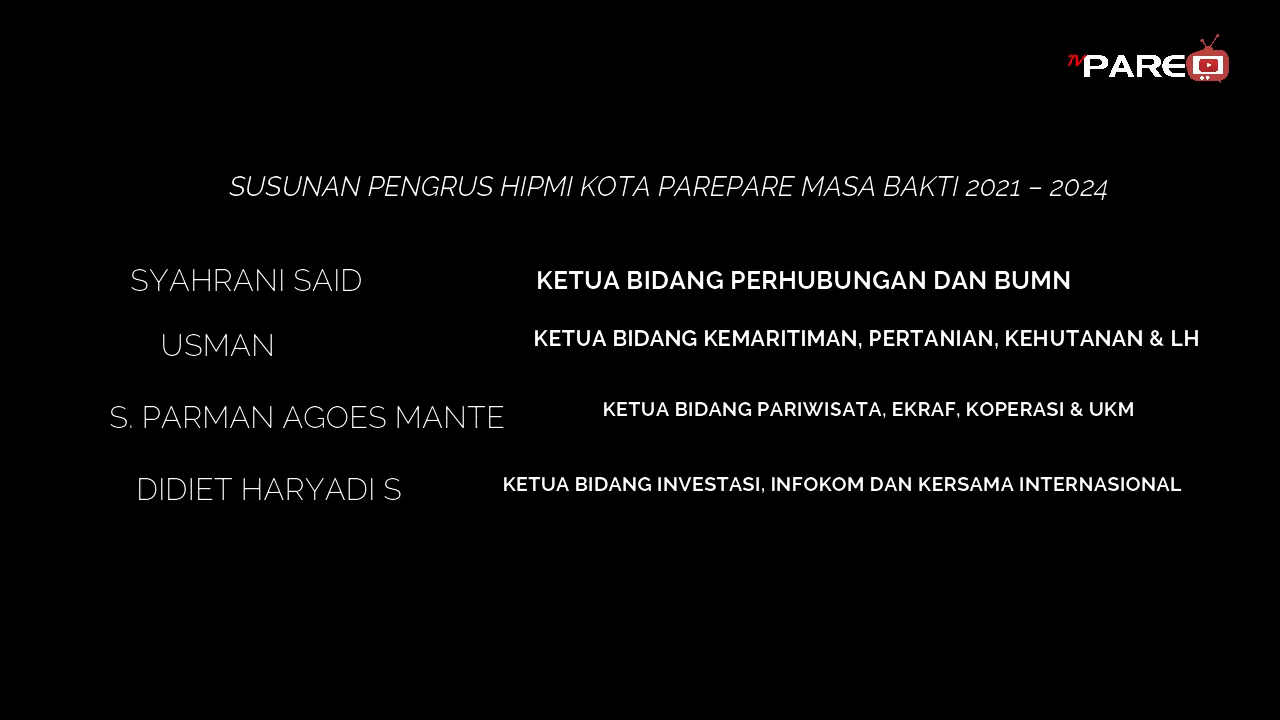 TV PARE
SUSUNAN PENGRUS HIPMI KOTA PAREPARE MASA BAKTI 2021 – 2024
SYAHRANI SAID KETUA BIDANG PERHUBUNGAN DAN BUMN
USMAN KETUA BIDANG KEMARITIMAN, PERTANIAN, KEHUTANAN & LH
S. PARMAN AGOES MANTE KETUA BIDANG PARIWISATA, EKRAF, KOPERASI & UKM
DIDIET HARYADI S KETUA BIDANG INVESTASI, INFOKOM DAN KERSAMA INTERNASIONAL